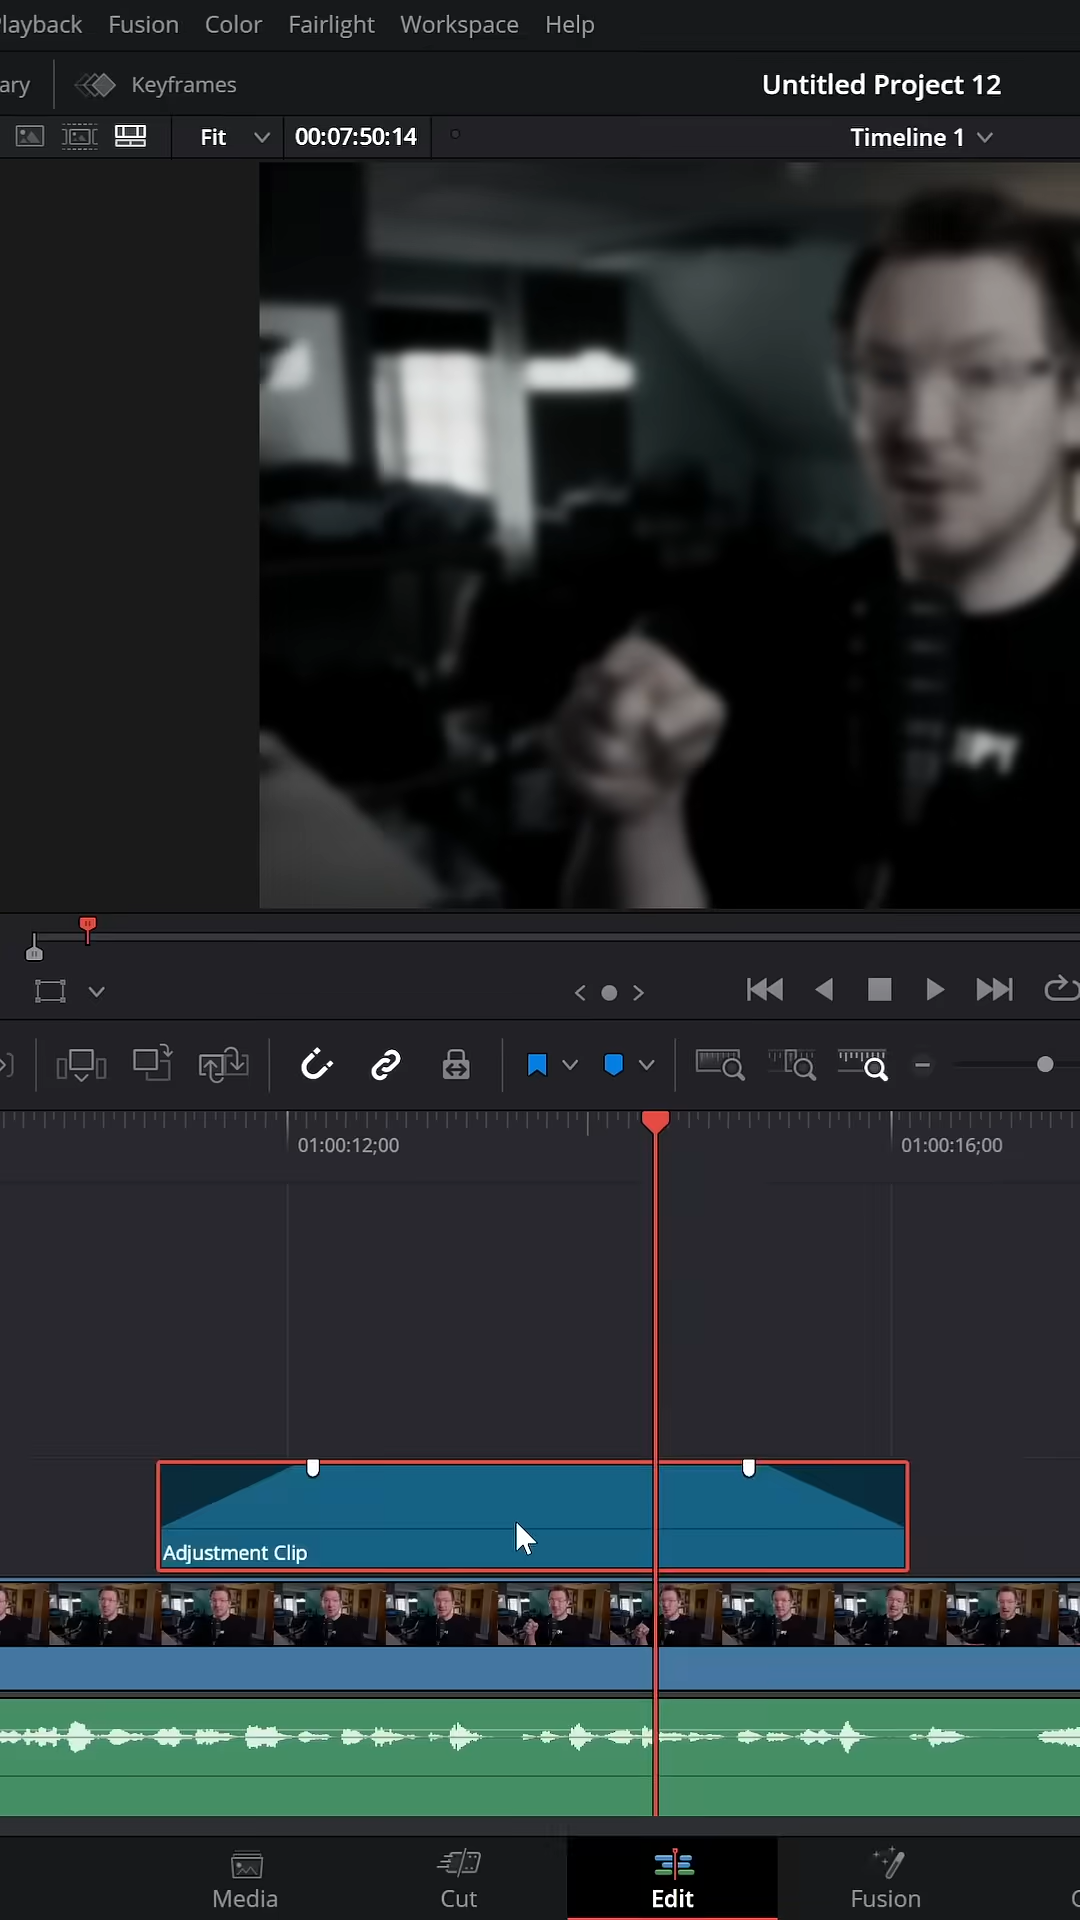 layback Fusion Color Fairlight Workspace Help
ary Keyframes Untitled Project 12
Fit 00:07:50:14 Timeline 1
01:00:12;00 01:00:16;00
Adjustment Clip
Media Cut Edit Fusion